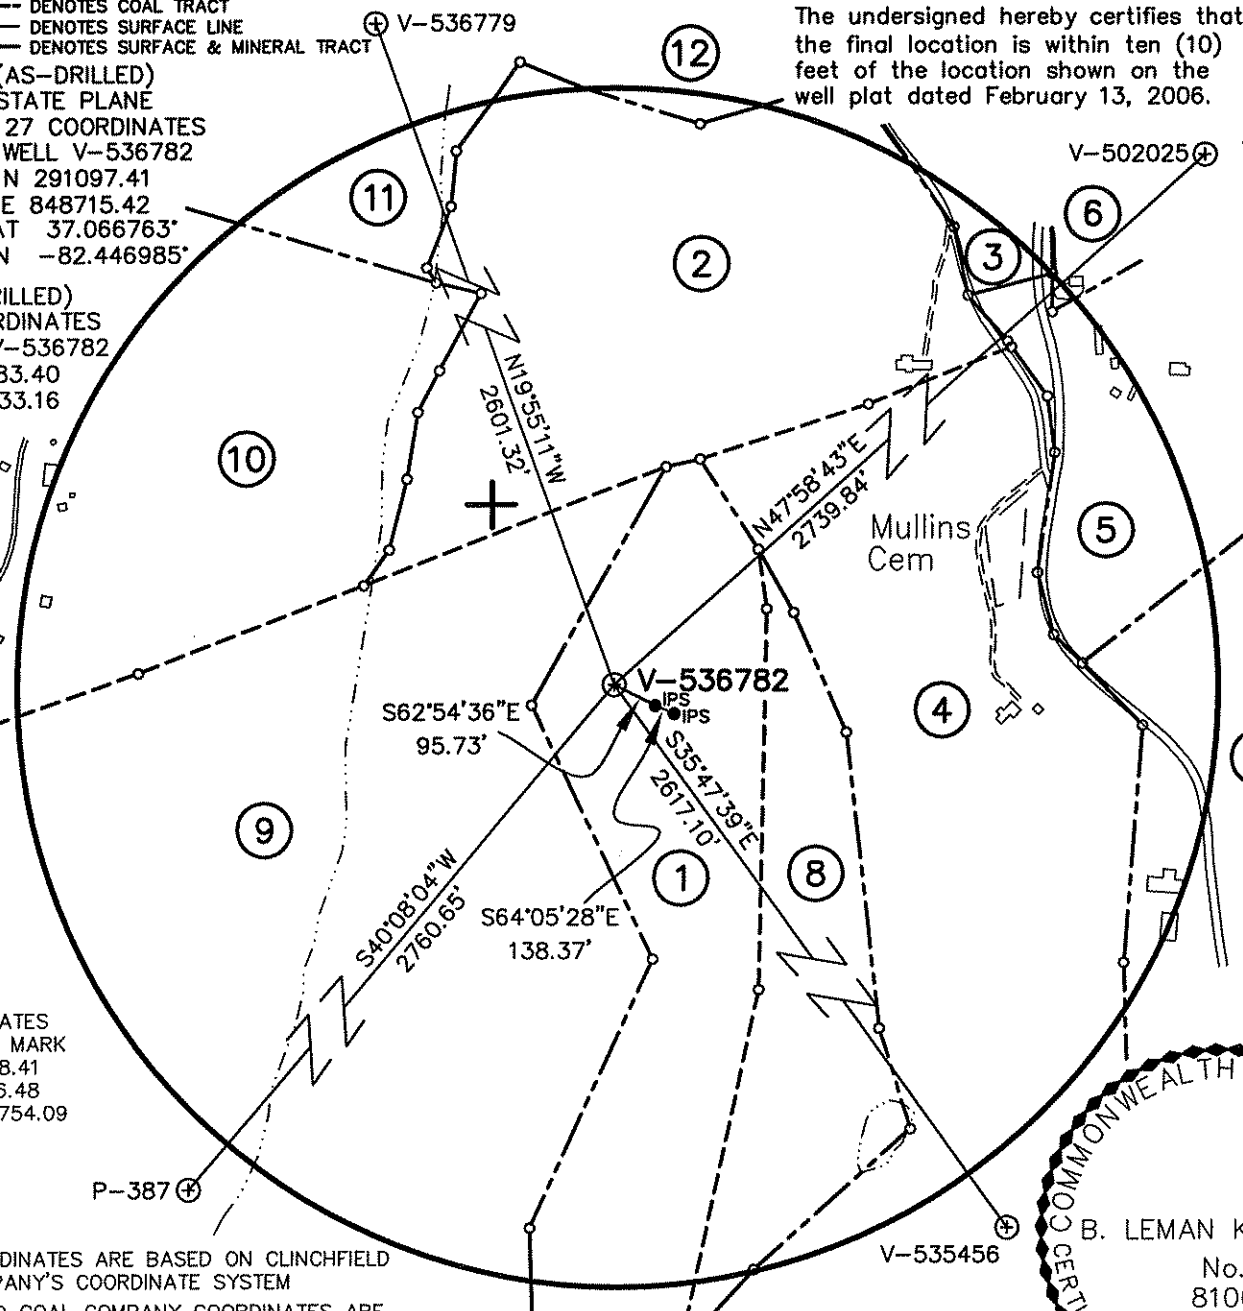 DENOTES COAL TRACT
DENOTES SURFACE LINE
DENOTES SURFACE & MINERAL TRACT
(AS-DRILLED)
STATE PLANE
27 COORDINATES
WELL V-536782
N 291097.41
E 848715.42
37.066763°
-82.446985°
COORDINATES
V-536782
83.40
33.16
V-536779
12
The undersigned hereby certifies that
the final location is within ten (10)
feet of the location shown on the
well plat dated February 13, 2006.
V-502025
11
6
2
3
N19°55'11"W
2601.32'
10
N47°58'43"E
2739.84'
Mullins
Cem
5
V-536782
IPS
IPS
S62°54'36"E
95.73'
4
S35°47'39"E
2617.10'
9
1
8
S40°08'04"W
2760.65'
S64°05'28"E
138.37'
MARK
8.41
6.48
754.09
P-387
V-535456
COMMONWEALTH
B. LEMAN K
No.
810
ARE BASED ON CLINCHFIELD
COORDINATE SYSTEM
COAL COMPANY COORDINATES ARE